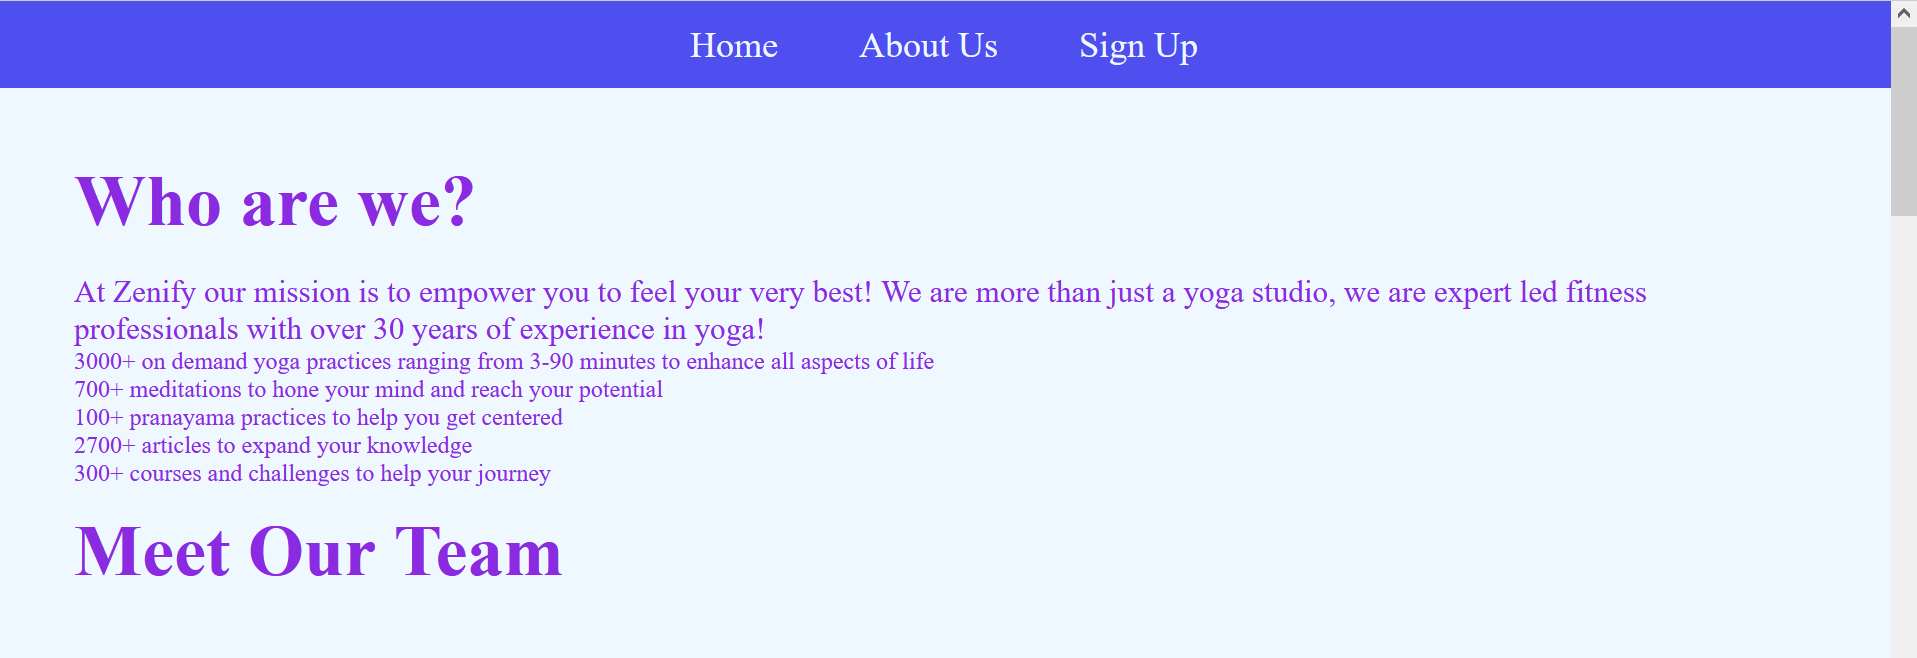 Home About Us Sign Up
Who are we?
At Zenify our mission is to empower you to feel your very best! We are more than just a yoga studio, we are expert led fitness
professionals with over 30 years of experience in yoga!
3000+ on demand yoga practices ranging from 3-90 minutes to enhance all aspects of life
700+ meditations to hone your mind and reach your potential
100+ pranayama practices to help you get centered
2700+ articles to expand your knowledge
300+ courses and challenges to help your journey
Meet Our Team